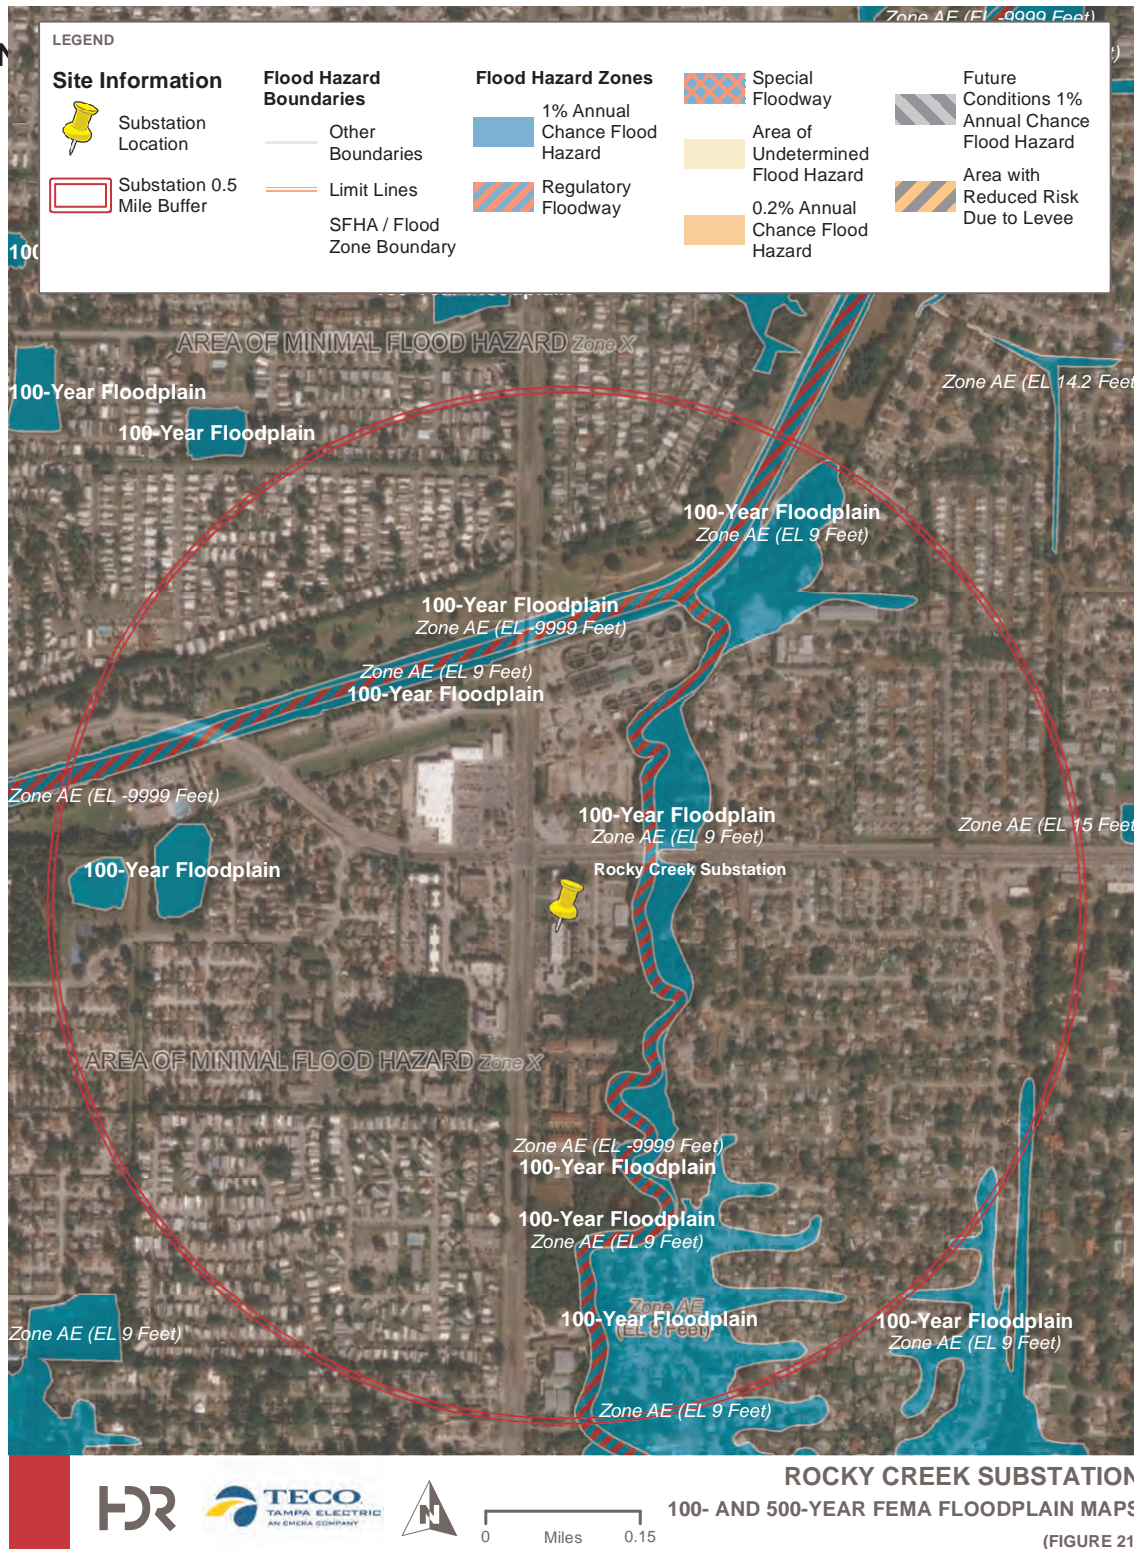 Zone AE (EL -9999 Feet)
LEGEND
Site Information
Substation
Location
Substation 0.5
Mile Buffer
Flood Hazard
Boundaries
Other
Boundaries
Limit Lines
SFHA / Flood
Zone Boundary
Flood Hazard Zones
1% Annual
Chance Flood
Hazard
Regulatory
Floodway
Special
Floodway
Area of
Undetermined
Flood Hazard
0.2% Annual
Chance Flood
Hazard
Future
Conditions 1%
Annual Chance
Flood Hazard
Area with
Reduced Risk
Due to Levee
100
100-Year Floodplain
AREA OF MINIMAL FLOOD HAZARD Zone X
Zone AE (EL 14.2 Feet
100-Year Floodplain
100-Year Floodplain
100-Year Floodplain
Zone AE (EL 9 Feet)
100-Year Floodplain
Zone AE (EL -9999 Feet)
Zone AE (EL 9 Feet)
100-Year Floodplain
Zone AE (EL -9999 Feet)
100-Year Floodplain
Zone AE (EL 9 Feet)
Zone AE (EL 15 Feet
100-Year Floodplain
Rocky Creek Substation
AREA OF MINIMAL FLOOD HAZARD Zone X
Zone AE (EL -9999 Feet)
100-Year Floodplain
100-Year Floodplain
Zone AE (EL 9 Feet)
Zone AE
(EL 9 Feet)
100-Year Floodplain
100-Year Floodplain
Zone AE (EL 9 Feet)
Zone AE (EL 9 Feet)
Zone AE (EL 9 Feet)
HDR
TECO
TAMPA ELECTRIC
AN EMERA COMPANY
N
0 Miles 0.15
ROCKY CREEK SUBSTATION
100- AND 500-YEAR FEMA FLOODPLAIN MAPS
(FIGURE 21